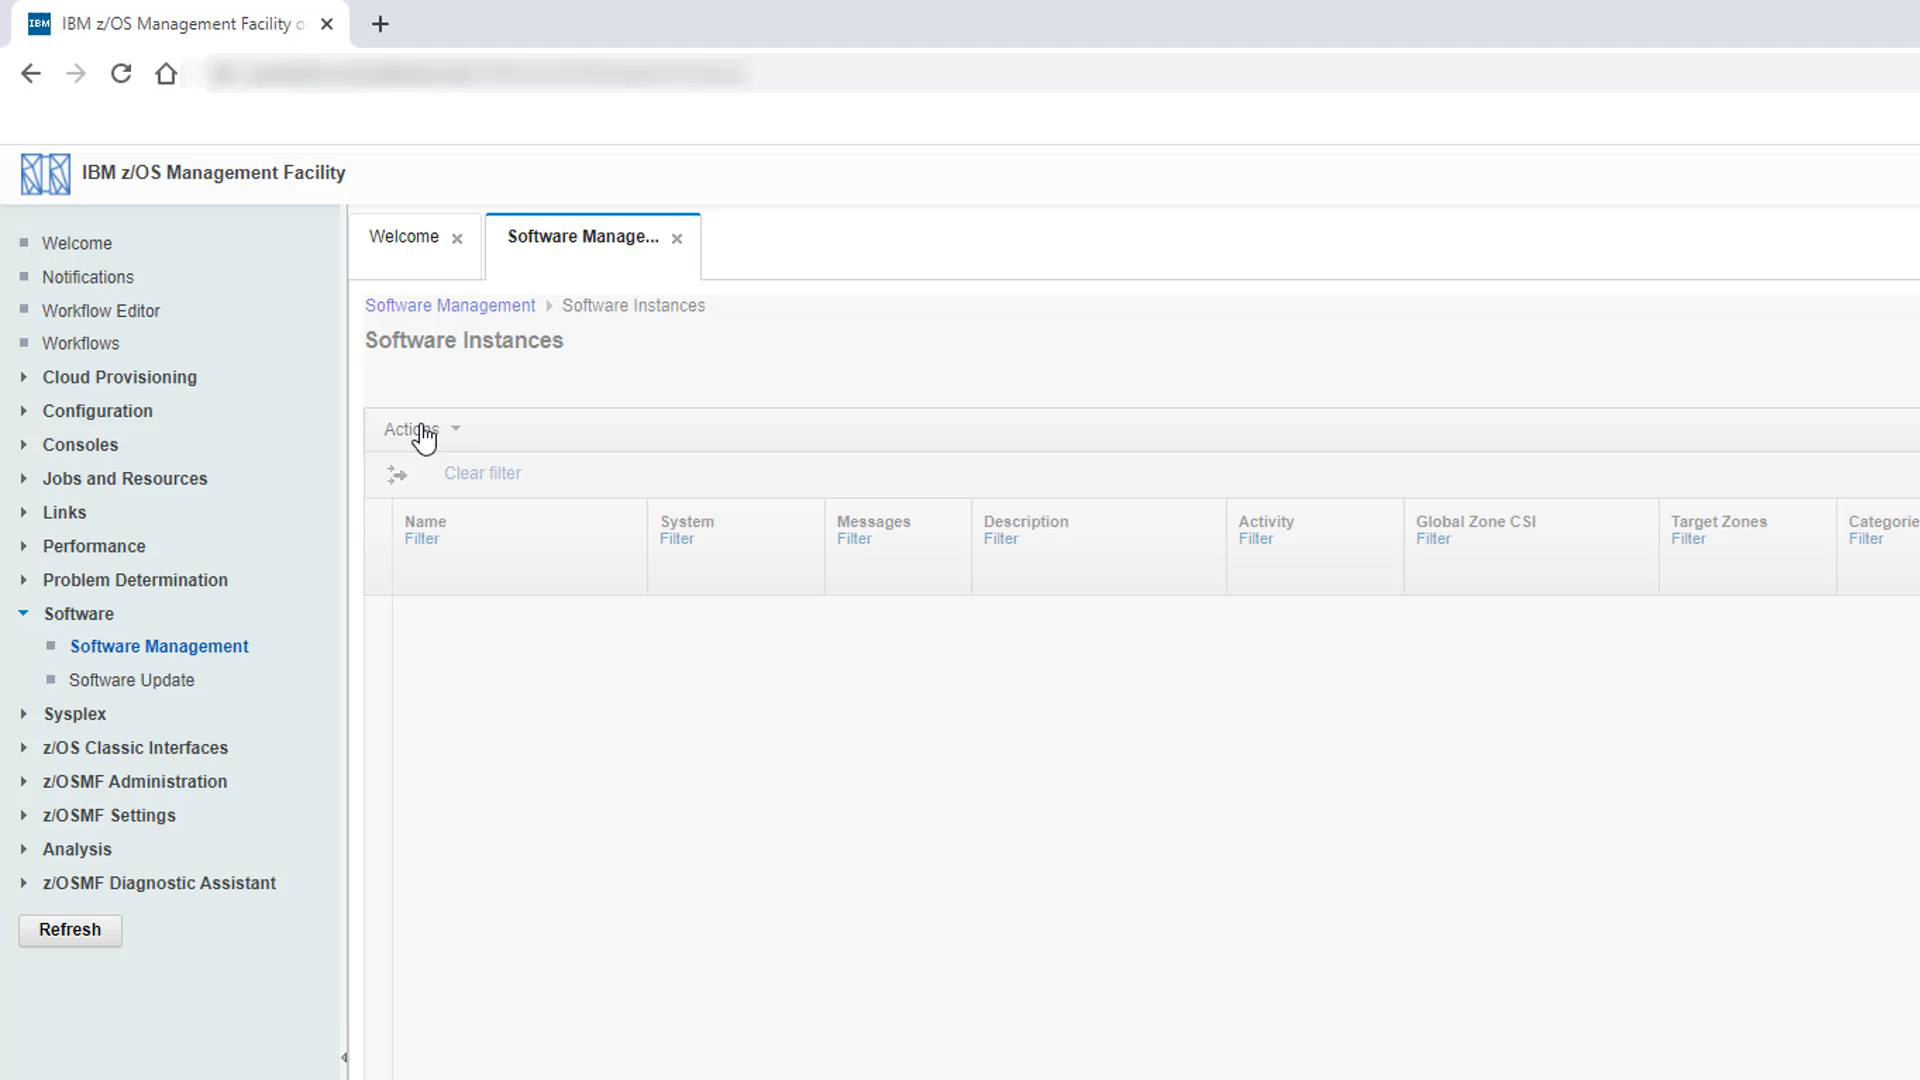 IBM
IBM z/OS Management Facility
IBM z/OS Management Facility
Welcome
Notifications
Workflow Editor
Workflows
Cloud Provisioning
Configuration
Consoles
Jobs and Resources
Links
Performance
Problem Determination
Software
Software Management
Software Update
Sysplex
z/OS Classic Interfaces
z/OSMF Administration
z/OSMF Settings
Analysis
z/OSMF Diagnostic Assistant
Refresh
Welcome
Software Manage...
Software Management Software Instances
Software Instances
Actions
Clear filter
Name System Messages Description Activity Global Zone CSI Target Zones Categorie
Filter Filter Filter Filter Filter Filter Filter Filter